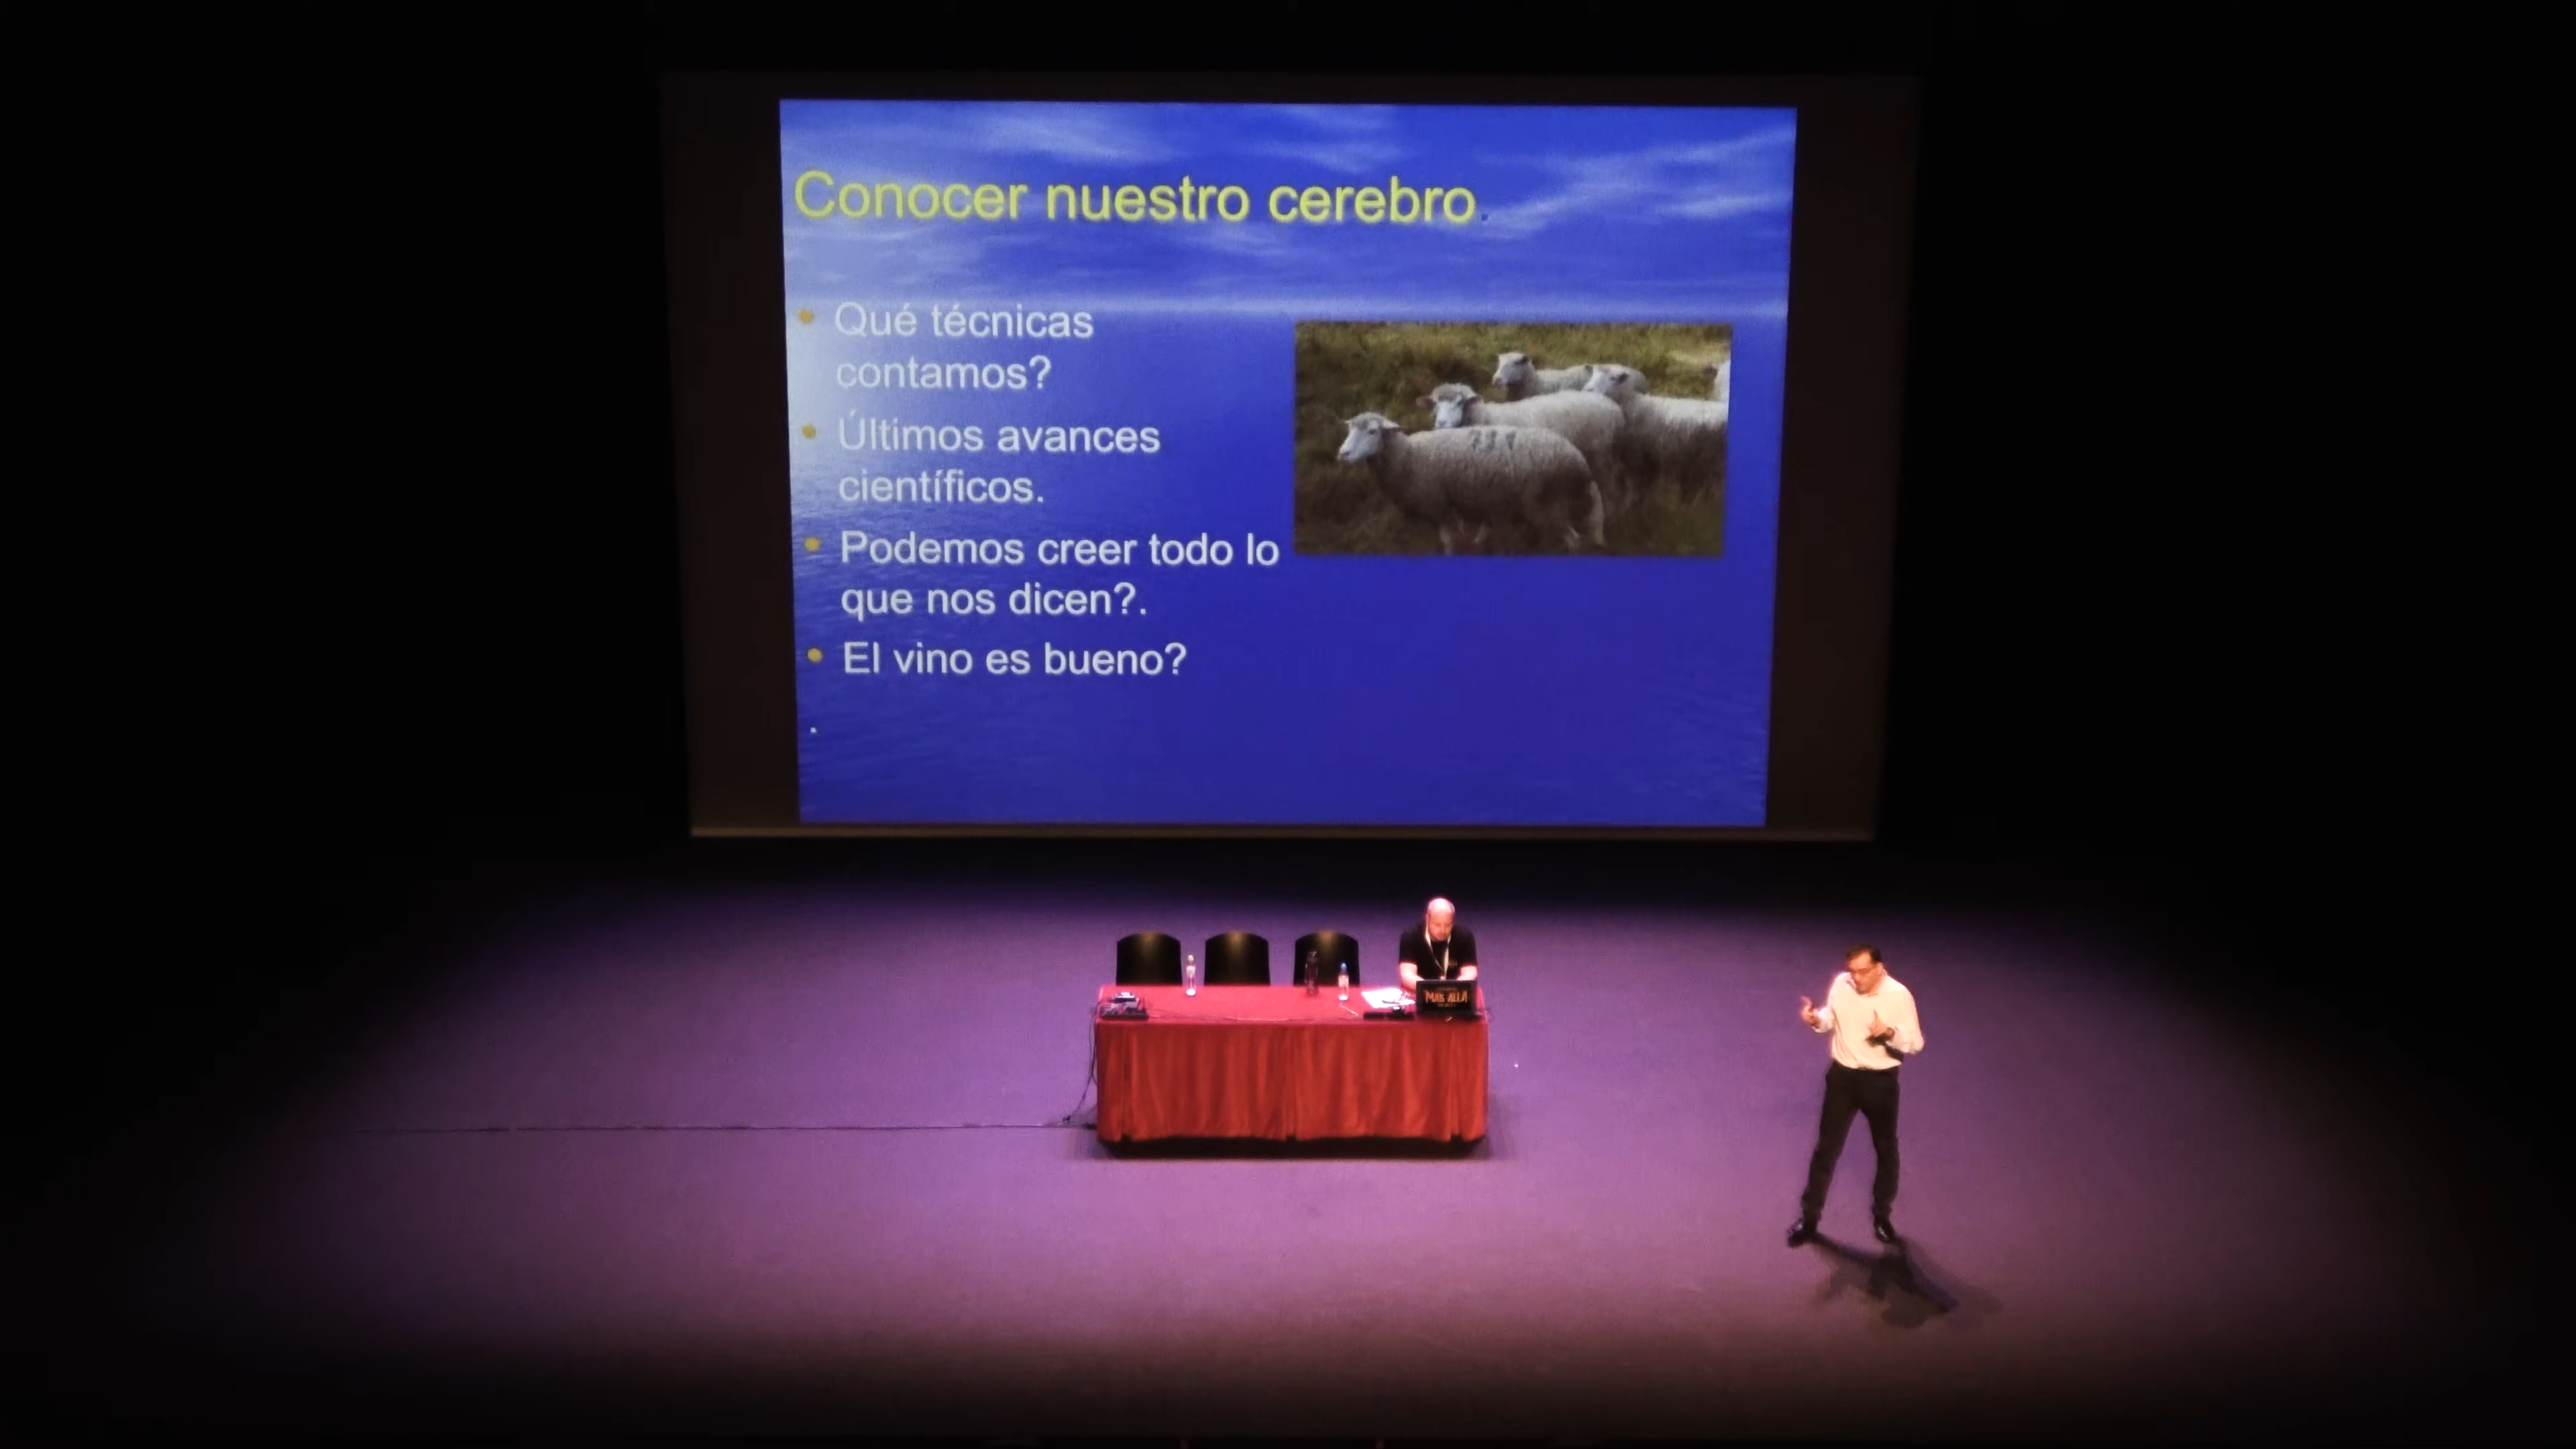 Conocer nuestro cerebro.
• Qué técnicas
contamos?
• Últimos avances
científicos.
• Podemos creer todo lo
que nos dicen?.
• El vino es bueno?
.
MÁS ALLÁ